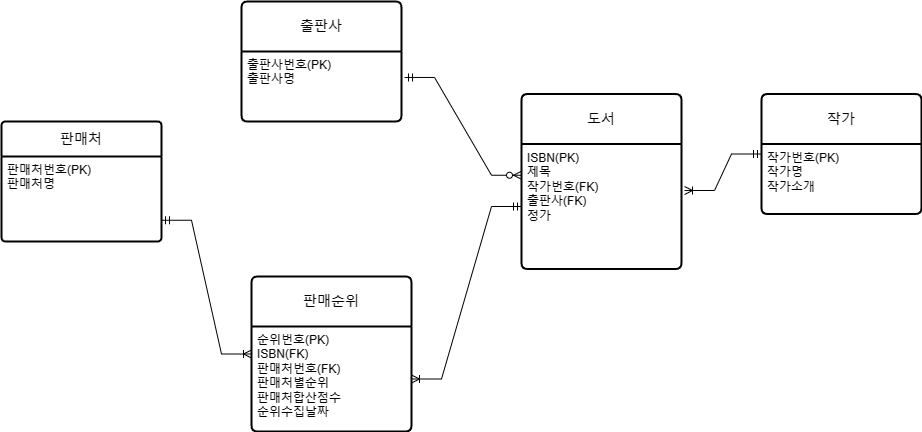 출판사
출판사번호(PK)
출판사명
판매처
판매처번호(PK)
판매처명
도서
ISBN(PK)
제목
작가번호(FK)
출판사(FK)
정가
작가
작가번호(PK)
작가명
작가소개
판매순위
순위번호(PK)
ISBN(FK)
판매처번호(FK)
판매처별순위
판매처합산점수
순위수집날짜